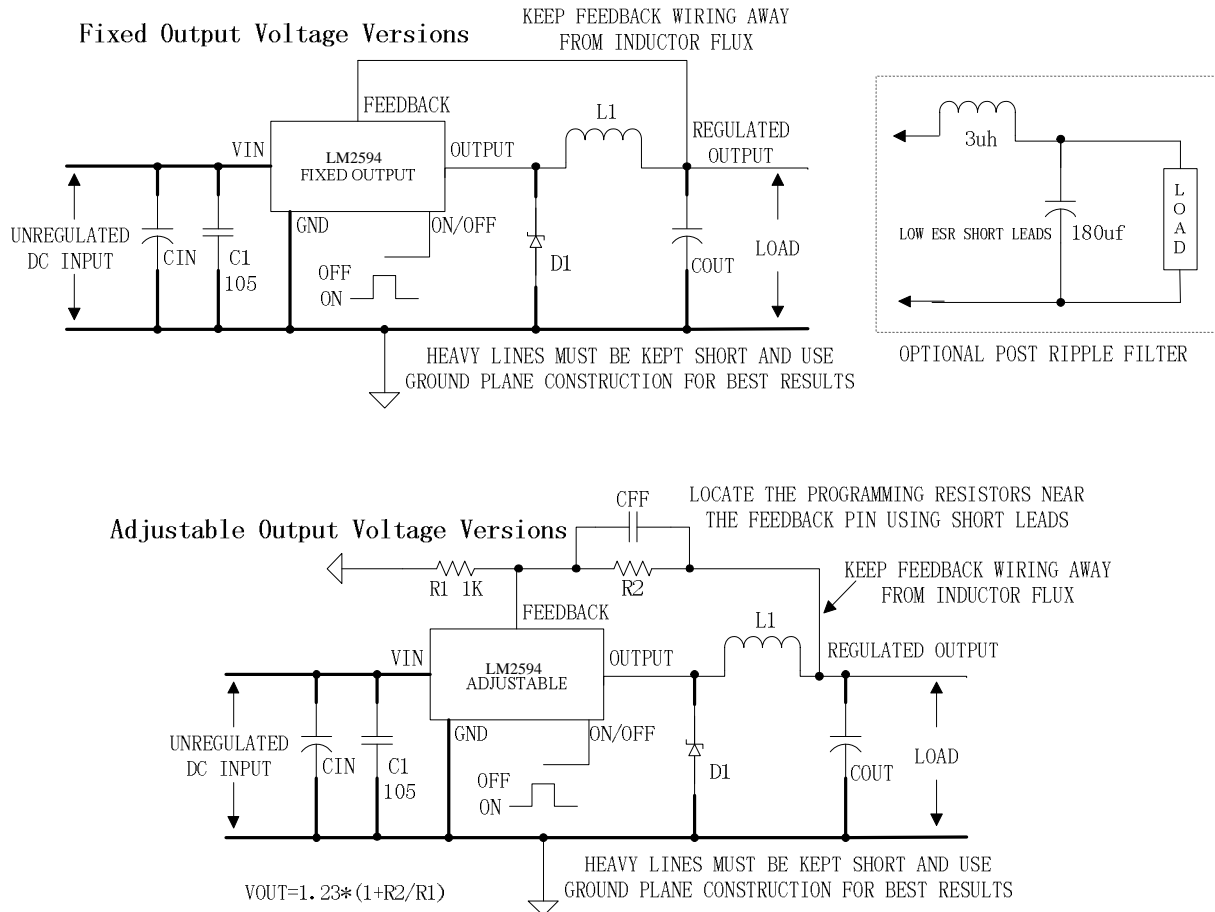 Fixed Output Voltage Versions
KEEP FEEDBACK WIRING AWAY
FROM INDUCTOR FLUX
FEEDBACK
L1
VIN
LM2594
FIXED OUTPUT
OUTPUT
REGULATED
OUTPUT
GND
ON/OFF
UNREGULATED
DC INPUT
CIN
C1
105
OFF
ON
D1
COUT
LOAD
HEAVY LINES MUST BE KEPT SHORT AND USE
GROUND PLANE CONSTRUCTION FOR BEST RESULTS
3uh
LOW ESR SHORT LEADS
180uf
LOAD
OPTIONAL POST RIPPLE FILTER
Adjustable Output Voltage Versions
CFF
LOCATE THE PROGRAMMING RESISTORS NEAR
THE FEEDBACK PIN USING SHORT LEADS
R1 1K
R2
KEEP FEEDBACK WIRING AWAY
FROM INDUCTOR FLUX
FEEDBACK
L1
VIN
LM2594
ADJUSTABLE
OUTPUT
REGULATED OUTPUT
GND
ON/OFF
UNREGULATED
DC INPUT
CIN
C1
105
OFF
ON
D1
COUT
LOAD
HEAVY LINES MUST BE KEPT SHORT AND USE
GROUND PLANE CONSTRUCTION FOR BEST RESULTS
VOUT=1.23*(1+R2/R1)